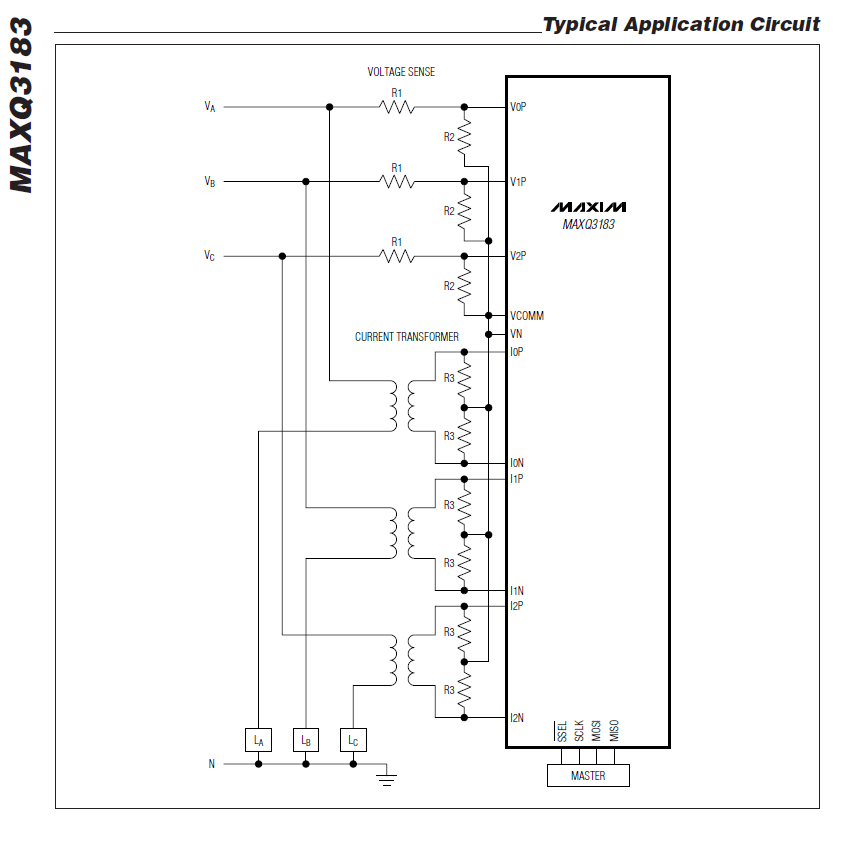 MAXQ3183
Typical Application Circuit
VOLTAGE SENSE
VA
R1
V0P
R2
VB
R1
V1P
R2
MAXIM
MAXQ3183
VC
R1
V2P
R2
VCOMM
VN
CURRENT TRANSFORMER
I0P
R3
R3
I0N
I1P
R3
R3
I1N
I2P
R3
R3
I2N
SSEL
SCLK
MOSI
MISO
LA
LB
LC
N
MASTER